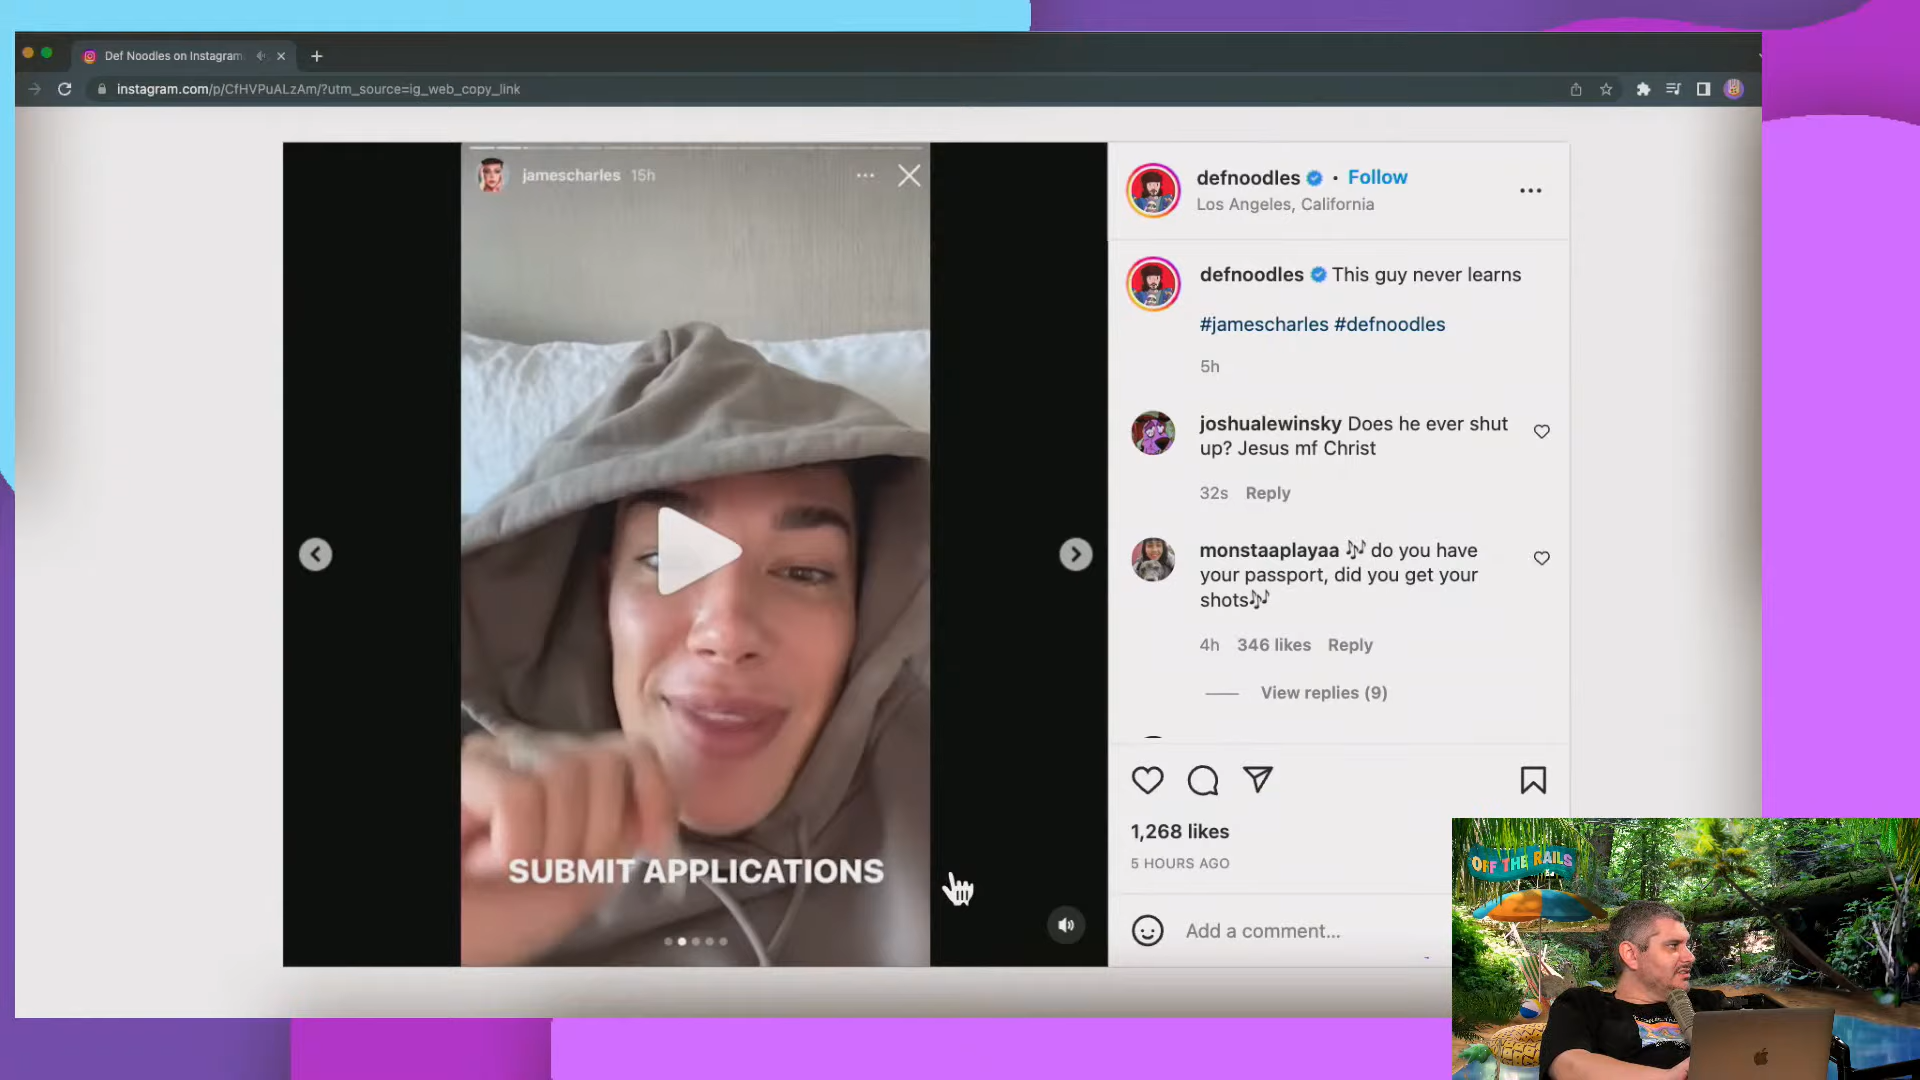 Def Noodles on Instagram
instagram.com/p/CfHVPuALzAm/?utm_source=ig_web_copy_link
jamescharles 15h
SUBMIT APPLICATIONS
defnoodles • Follow
Los Angeles, California
defnoodles This guy never learns
#jamescharles #defnoodles
5h
joshualewinsky Does he ever shut
up? Jesus mf Christ
32s Reply
monstaaplayaa 🎶 do you have
your passport, did you get your
shots🎶
4h 346 likes Reply
View replies (9)
1,268 likes
5 HOURS AGO
Add a comment...
OFF THE RAILS